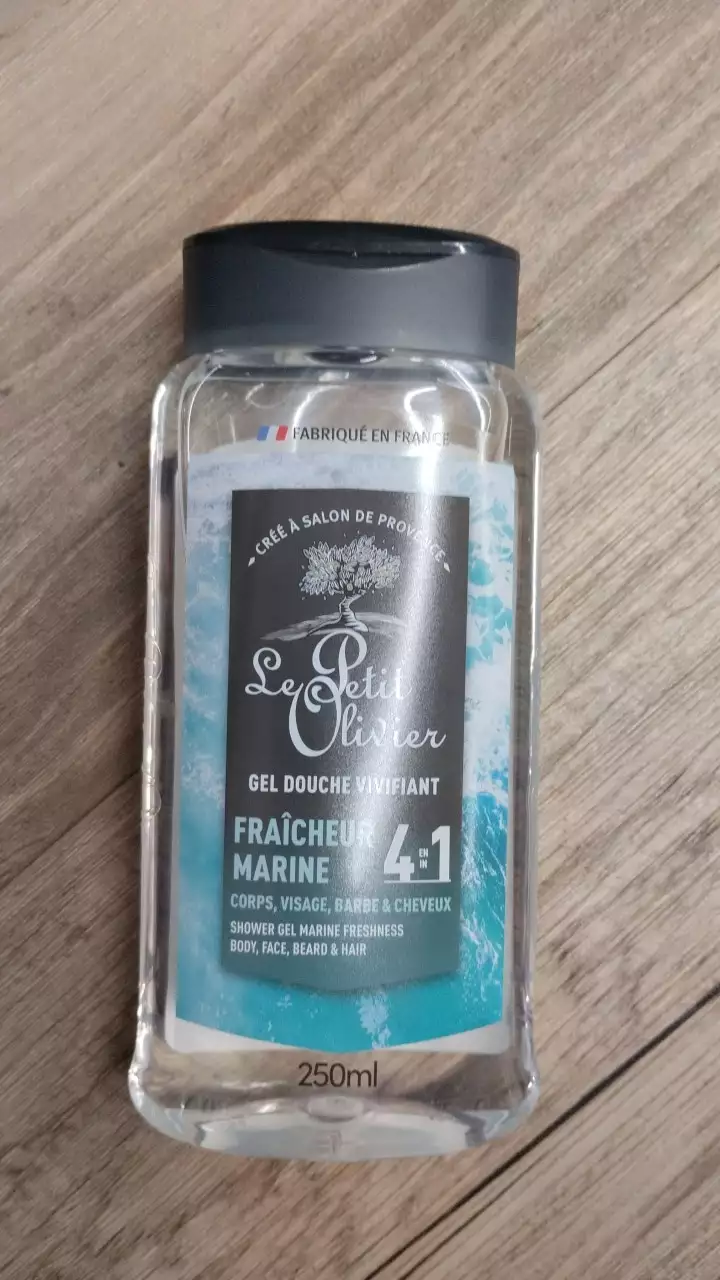 FABRIQUÉ EN FRANCE
- CRÉÉ À SALON DE PROVENCE -
Le Petit
Olivier
GEL DOUCHE VIVIFIANT
FRAÎCHEUR
MARINE
4 EN IN 1
CORPS, VISAGE, BARBE & CHEVEUX
SHOWER GEL MARINE FRESHNESS
BODY, FACE, BEARD & HAIR
250ml